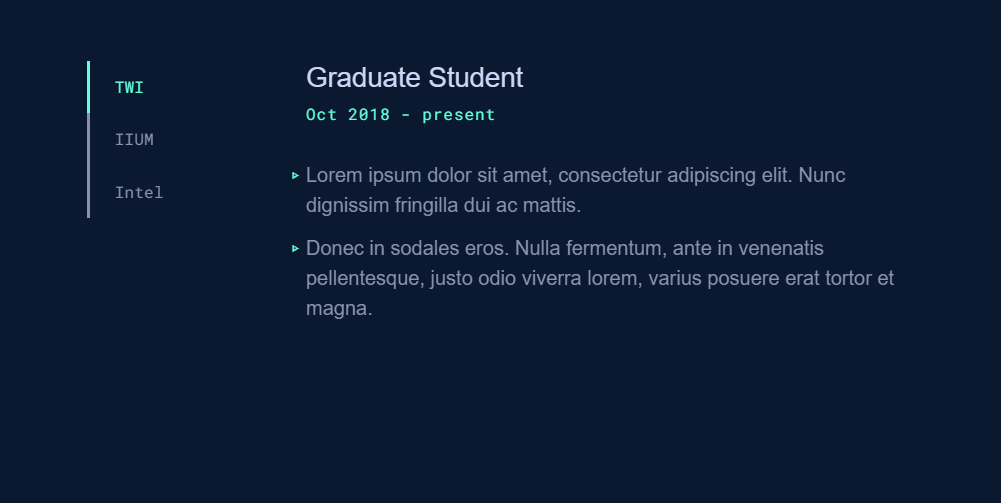 TWI
IIUM
Intel
Graduate Student
Oct 2018 - present
Lorem ipsum dolor sit amet, consectetur adipiscing elit. Nunc
dignissim fringilla dui ac mattis.
Donec in sodales eros. Nulla fermentum, ante in venenatis
pellentesque, justo odio viverra lorem, varius posuere erat tortor et
magna.